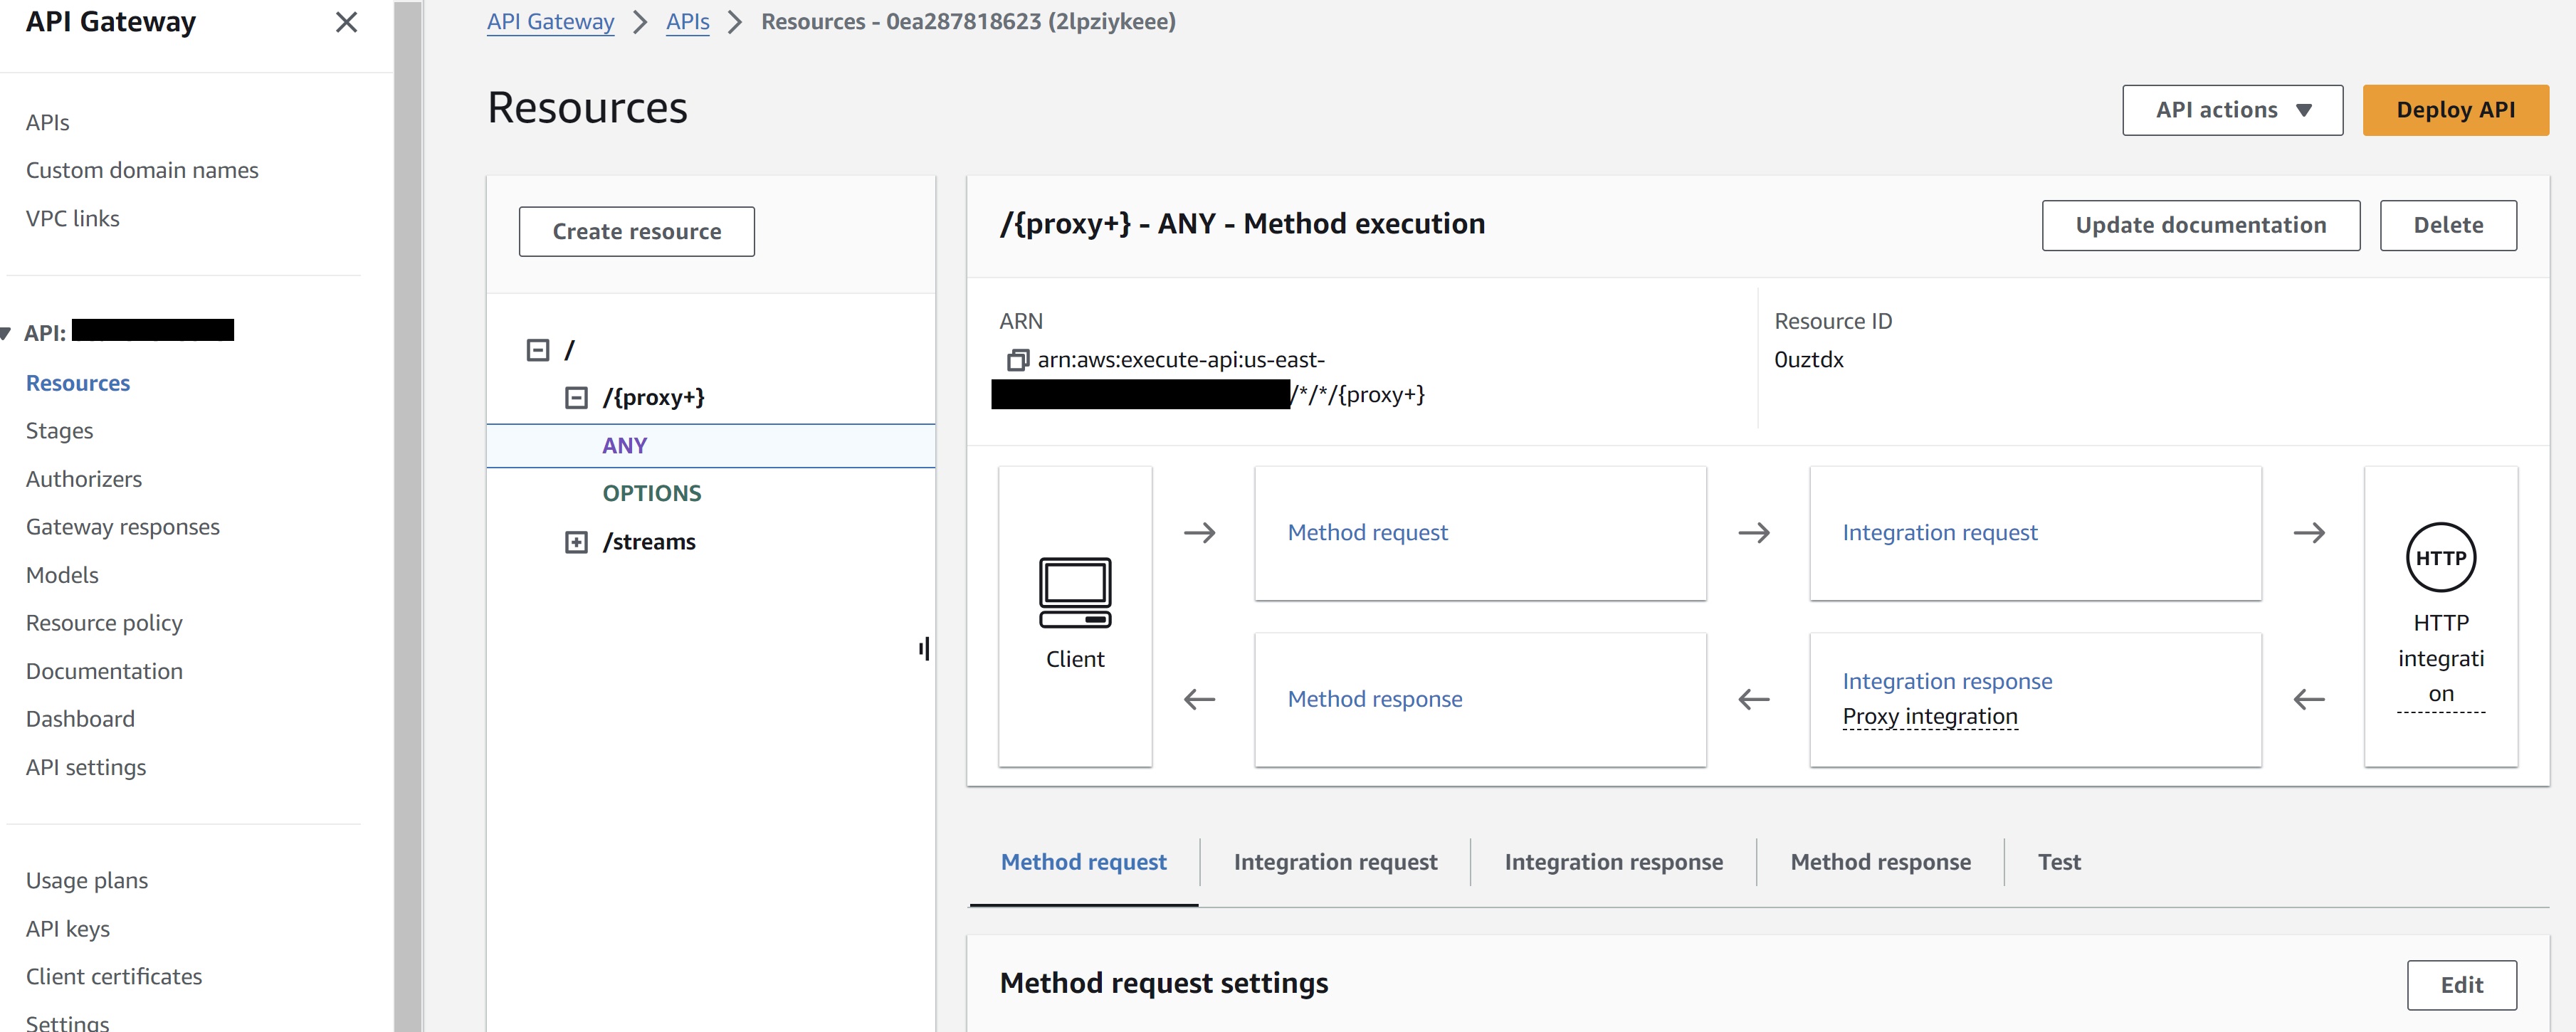 API Gateway
APIs
Custom domain names
VPC links
API:
Resources
Stages
Authorizers
Gateway responses
Models
Resource policy
Documentation
Dashboard
API settings
Usage plans
API keys
Client certificates
Settings
API Gateway > APIs > Resources - 0ea287818623 (2lpziykeee)
Resources
API actions
Deploy API
Create resource
/
/{proxy+}
ANY
OPTIONS
/streams
/{proxy+} - ANY - Method execution
Update documentation
Delete
ARN
arn:aws:execute-api:us-east-
/*/*/{proxy+}
Resource ID
0uztdx
Client
Method request
Integration request
HTTP
HTTP
integrati
on
Method response
Integration response
Proxy integration
Method request
Integration request
Integration response
Method response
Test
Method request settings
Edit